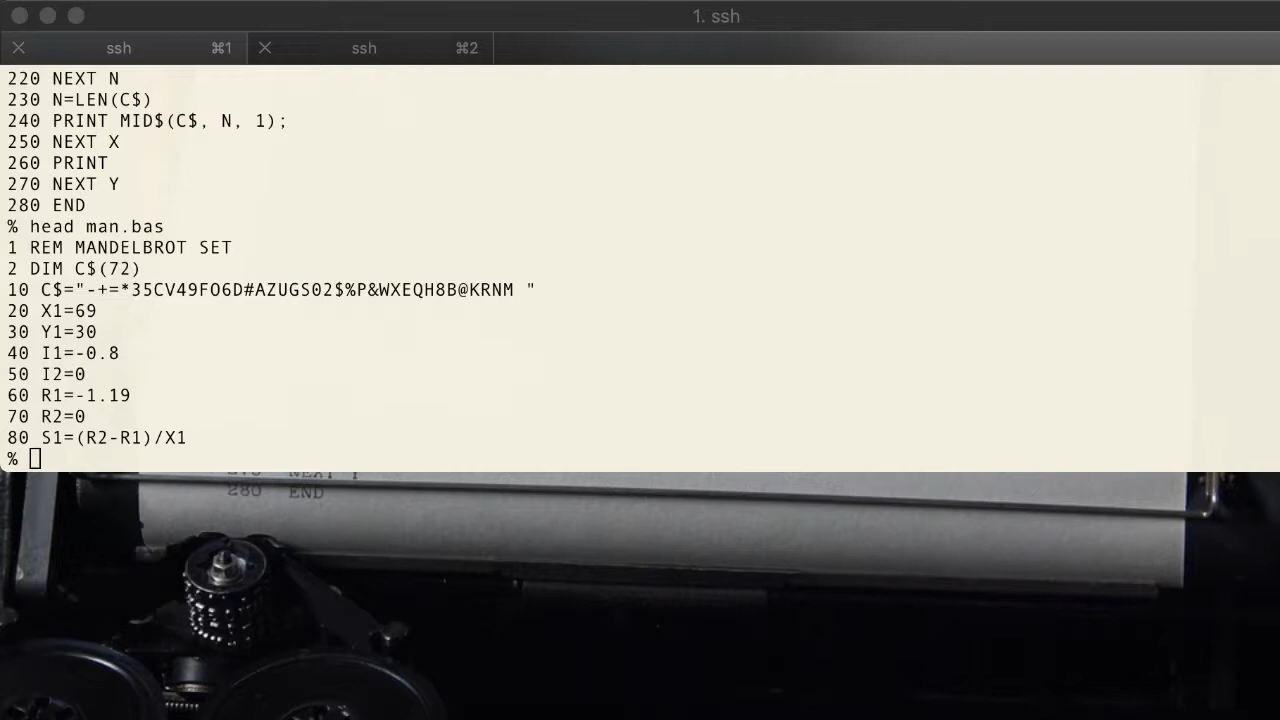 1. ssh
ssh ⌘1 ssh ⌘2
220 NEXT N
230 N=LEN(C$)
240 PRINT MID$(C$, N, 1);
250 NEXT X
260 PRINT
270 NEXT Y
280 END
% head man.bas
1 REM MANDELBROT SET
2 DIM C$(72)
10 C$="-+=*35CV49FO6D#AZUGS02$%P&WXEQH8B@KRNM "
20 X1=69
30 Y1=30
40 I1=-0.8
50 I2=0
60 R1=-1.19
70 R2=0
80 S1=(R2-R1)/X1
%
NEXT Y
280 END